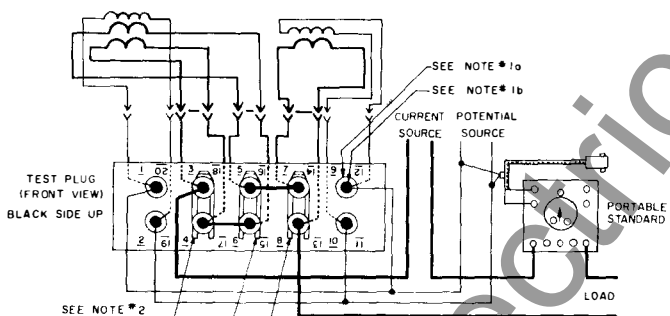 SEE NOTE #1a
SEE NOTE #1b
CURRENT SOURCE
POTENTIAL SOURCE
TEST PLUG
(FRONT VIEW)
BLACK SIDE UP
1 20 3 18 5 16 7 14 9 12
2 19 4 17 6 15 8 13 10 11
PORTABLE
STANDARD
LOAD
SEE NOTE #2